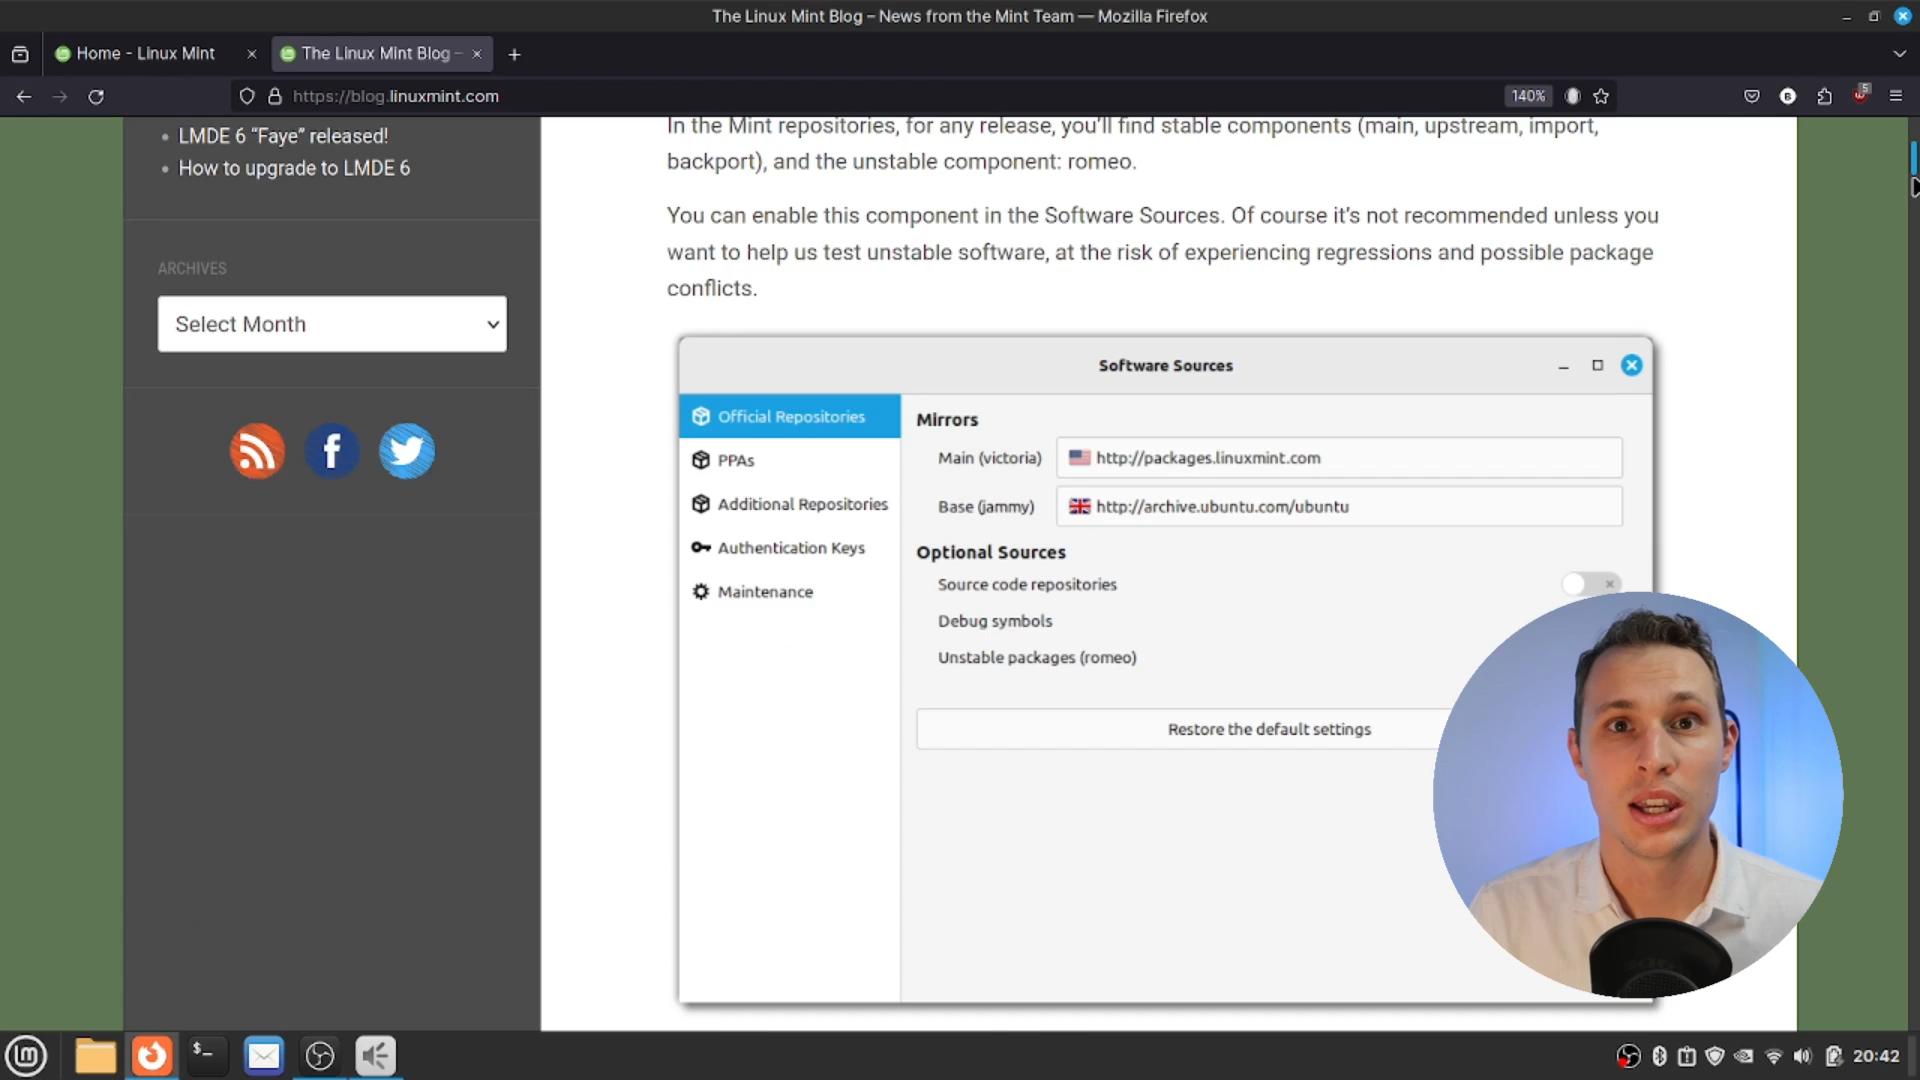 The Linux Mint Blog – News from the Mint Team — Mozilla Firefox
Home - Linux Mint
The Linux Mint Blog –
https://blog.linuxmint.com
140%
5
LMDE 6 “Faye” released!
How to upgrade to LMDE 6
ARCHIVES
Select Month
In the Mint repositories, for any release, you’ll find stable components (main, upstream, import,
backport), and the unstable component: romeo.
You can enable this component in the Software Sources. Of course it’s not recommended unless you
want to help us test unstable software, at the risk of experiencing regressions and possible package
conflicts.
Software Sources
Official Repositories
PPAs
Additional Repositories
Authentication Keys
Maintenance
Mirrors
Main (victoria)
http://packages.linuxmint.com
Base (jammy)
http://archive.ubuntu.com/ubuntu
Optional Sources
Source code repositories
Debug symbols
Unstable packages (romeo)
Restore the default settings
20:42